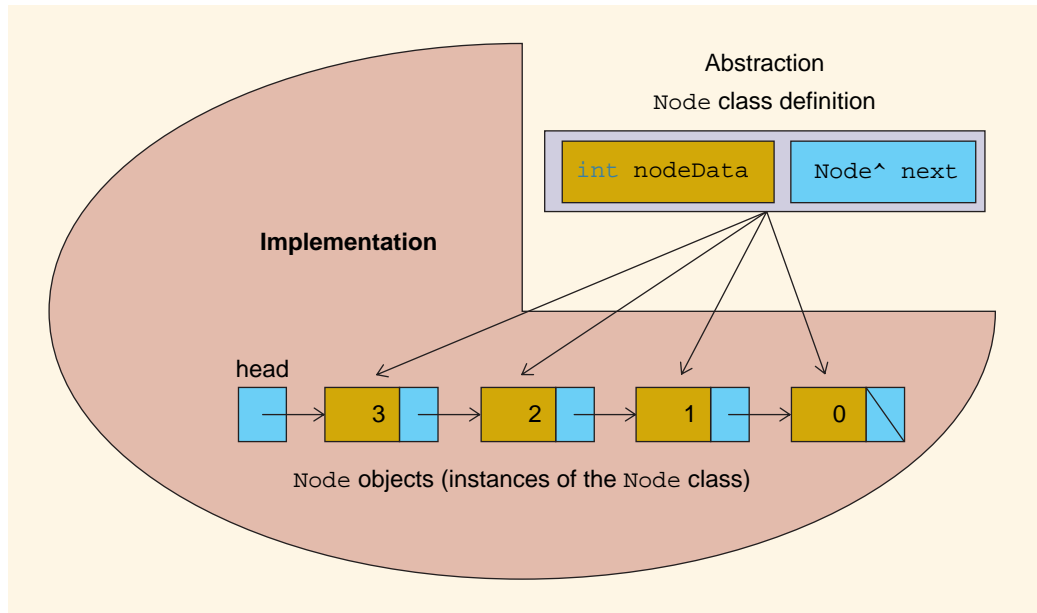 Abstraction
Node class definition
int nodeData
Node^ next
Implementation
head
3
2
1
0
Node objects (instances of the Node class)